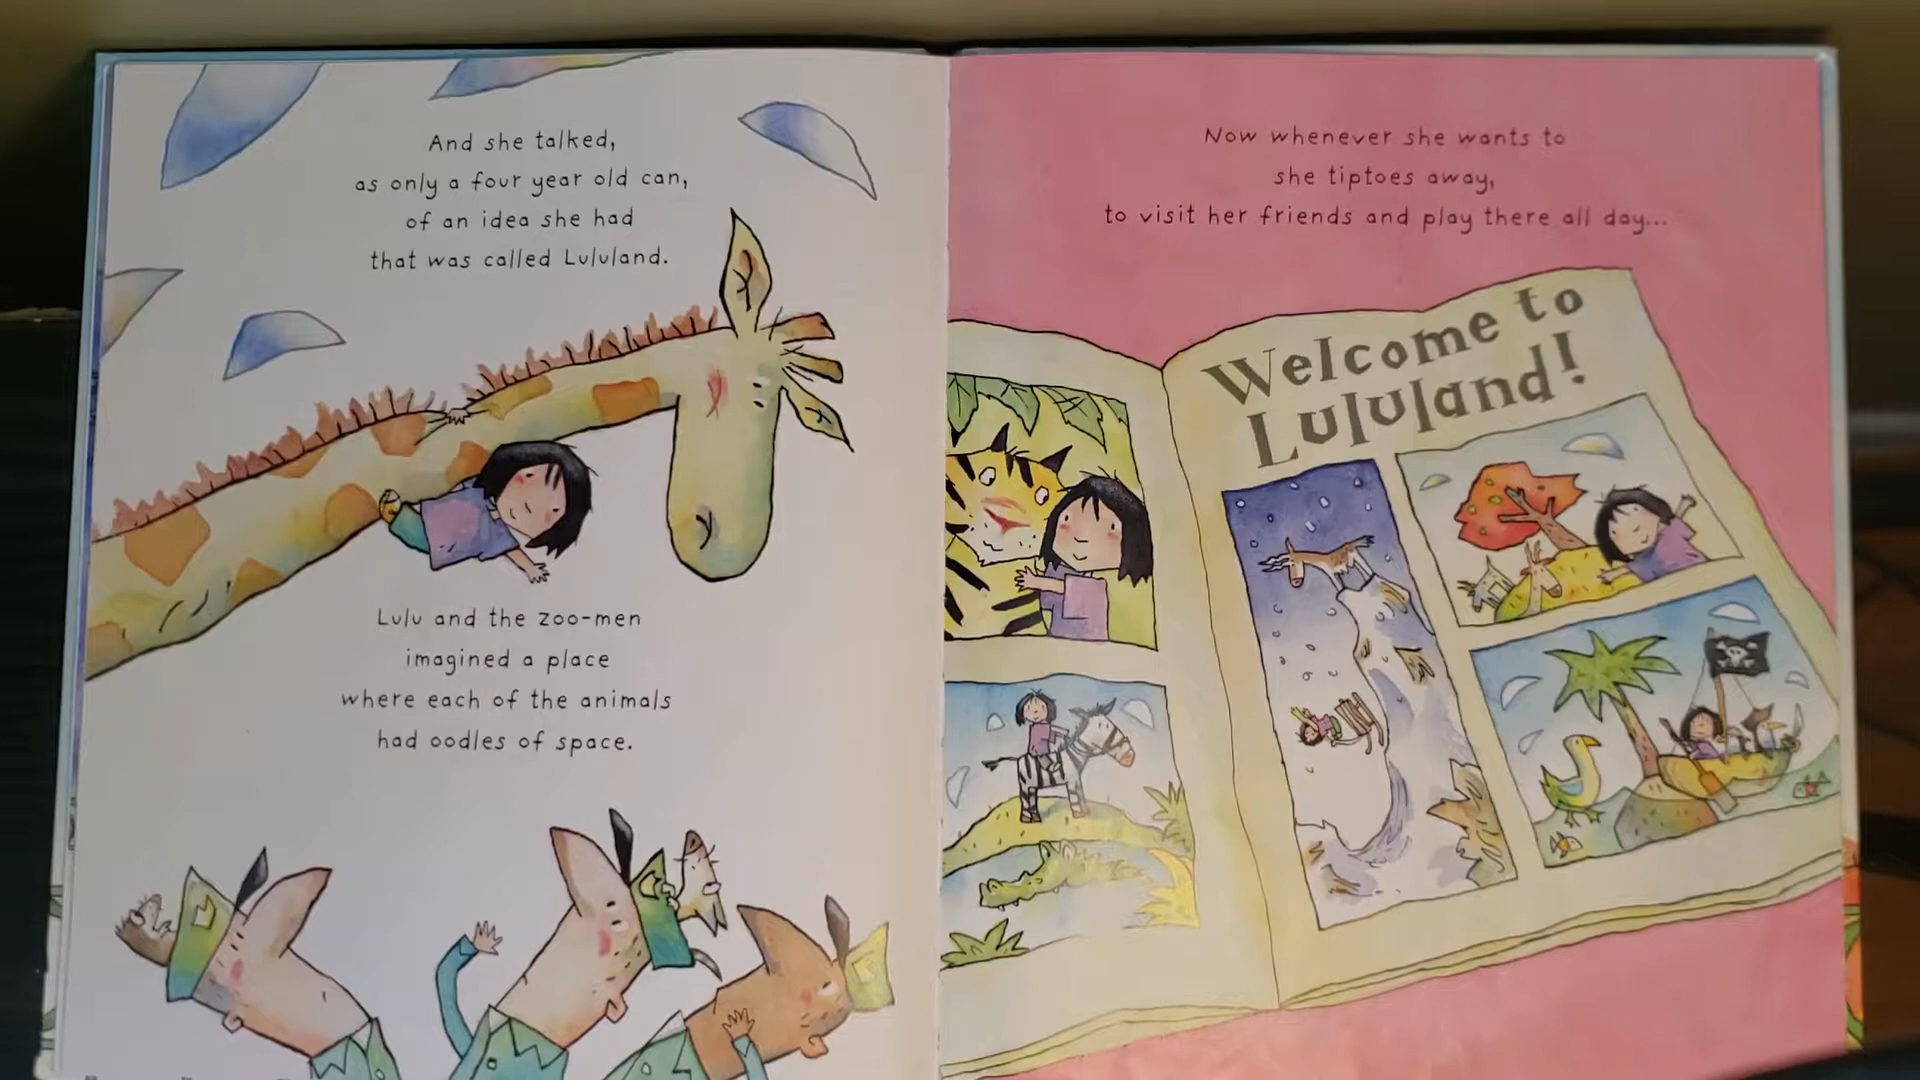 And she talked,
as only a four year old can,
of an idea she had
that was called Lululand.
Lulu and the zoo-men
imagined a place
where each of the animals
had oodles of space.
Now whenever she wants to
she tiptoes away,
to visit her friends and play there all day...
Welcome to
Lululand!